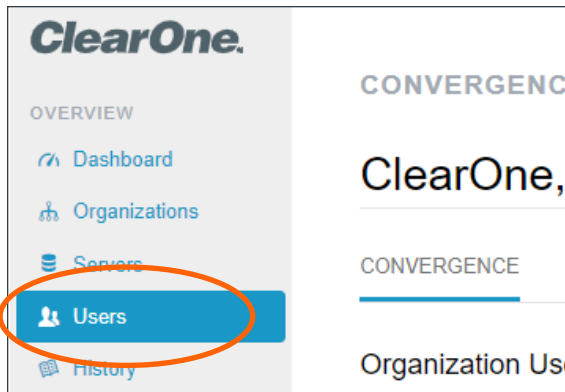 ClearOne.
OVERVIEW
Dashboard
Organizations
Servers
Users
History
CONVERGENC
ClearOne,
CONVERGENCE
Organization Use